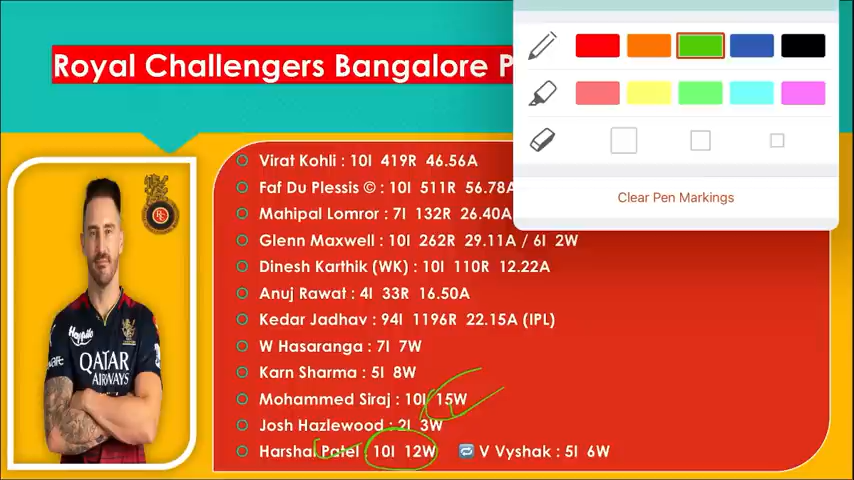 Royal Challengers Bangalore P
Clear Pen Markings
Virat Kohli : 10I 419R 46.56A
Faf Du Plessis © : 10I 511R 56.78A
Mahipal Lomror : 7I 132R 26.40A
Glenn Maxwell : 10I 262R 29.11A / 6I 2W
Dinesh Karthik (WK) : 10I 110R 12.22A
Anuj Rawat : 4I 33R 16.50A
Kedar Jadhav : 94I 1196R 22.15A (IPL)
W Hasaranga : 7I 7W
Karn Sharma : 5I 8W
Mohammed Siraj : 10I 15W
Josh Hazlewood : 2I 3W
Harshal Patel 10I 12W V Vyshak : 5I 6W
QATAR
AIRWAYS